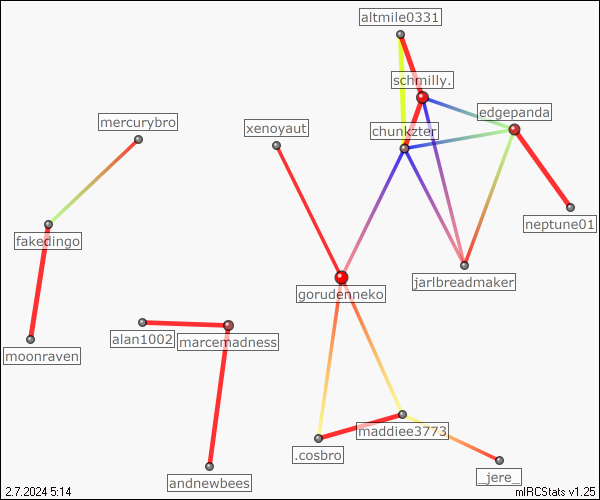 altmile0331
schmilly.
edgepanda
mercurybro
xenoyaut
chunkzter
neptune01
fakedingo
jarlbreadmaker
gorudenneko
alan1002
marcemadness
moonraven
maddiee3773
.cosbro
_jere_
andnewbees
2.7.2024 5:14
mIRCStats v1.25